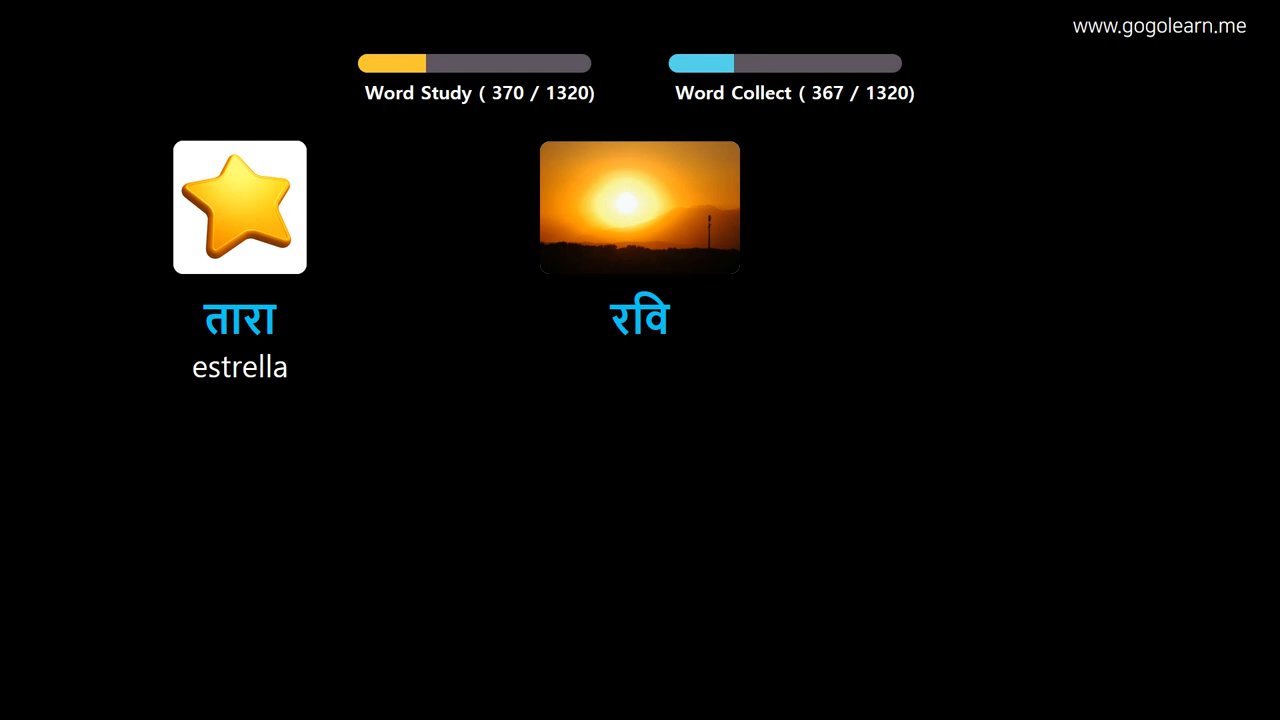 www.gogolearn.me
Word Study ( 370 / 1320)
Word Collect ( 367 / 1320)
तारा
रवि
estrella